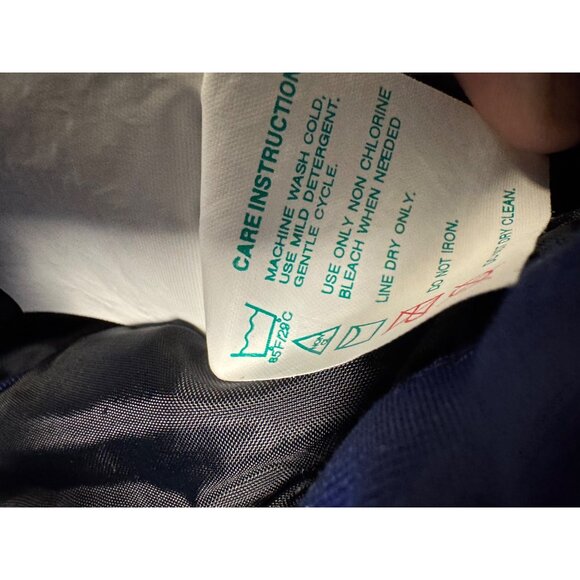 CARE INSTRUCTION
MACHINE WASH COLD,
USE MILD DETERGENT.
GENTLE CYCLE.
USE ONLY NON CHLORINE
BLEACH WHEN NEEDED
LINE DRY ONLY.
DO NOT IRON.
DRY CLEAN.
85°F/29°C